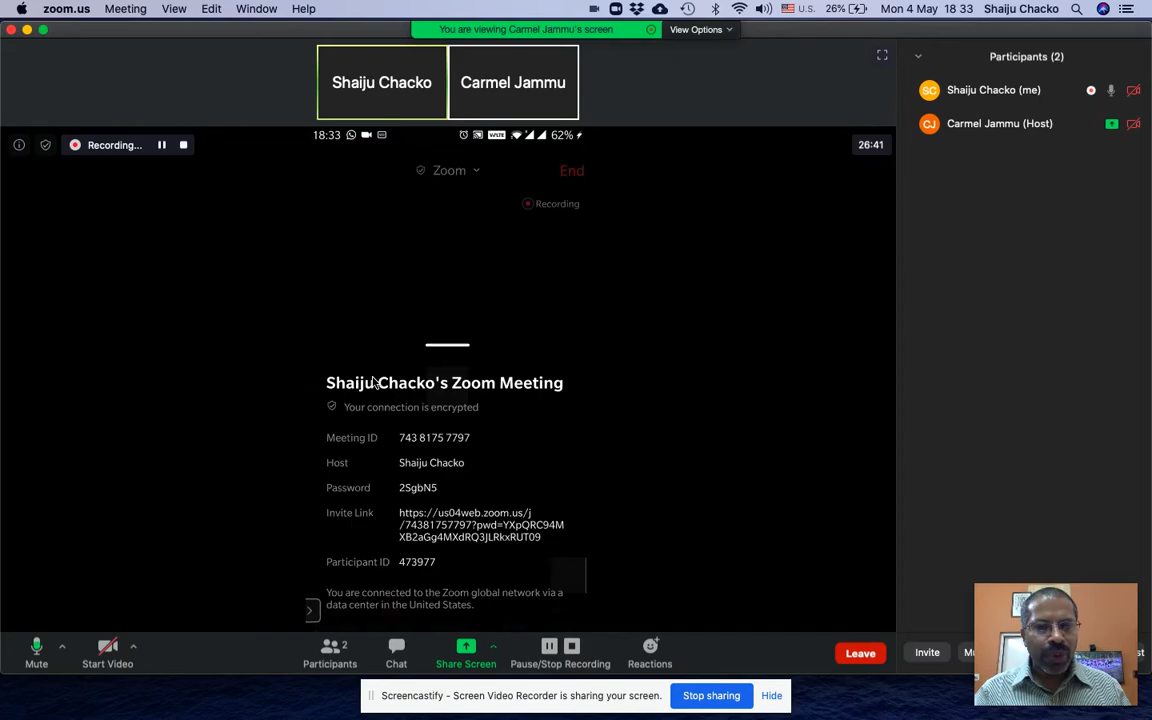 zoom.us Meeting View Edit Window Help 26% Mon 4 May 18 33 Shaiju Chacko
U.S.
You are viewing Carmel Jammu's screen View Options
Shaiju Chacko Carmel Jammu
Participants (2)
SC Shaiju Chacko (me)
CJ Carmel Jammu (Host)
18:33 VoLTE 62%
Recording... 26:41
Zoom End
Recording
Shaiju Chacko's Zoom Meeting
Your connection is encrypted
Meeting ID 743 8175 7797
Host Shaiju Chacko
Password 2SgbN5
Invite Link https://us04web.zoom.us/j
/74381757797?pwd=YXpQRC94M
XB2aGg4MXdRQ3JLRkxRUT09
Participant ID 473977
You are connected to the Zoom global network via a
data center in the United States.
Mute Start Video Participants 2 Chat Share Screen Pause/Stop Recording Reactions Leave Invite
Screencastify - Screen Video Recorder is sharing your screen. Stop sharing Hide